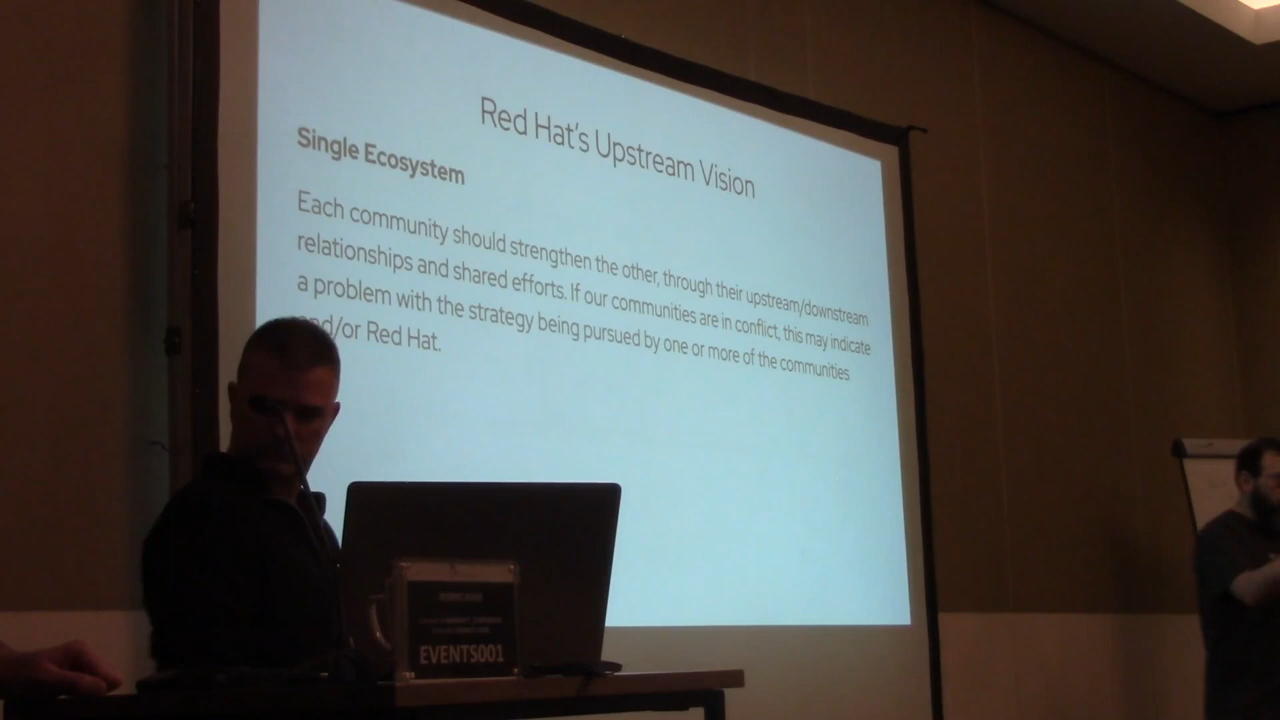 Red Hat's Upstream Vision
Single Ecosystem
Each community should strengthen the other, through their upstream/downstream
relationships and shared efforts. If our communities are in conflict, this may indicate
a problem with the strategy being pursued by one or more of the communities
and/or Red Hat.
EVENTS001